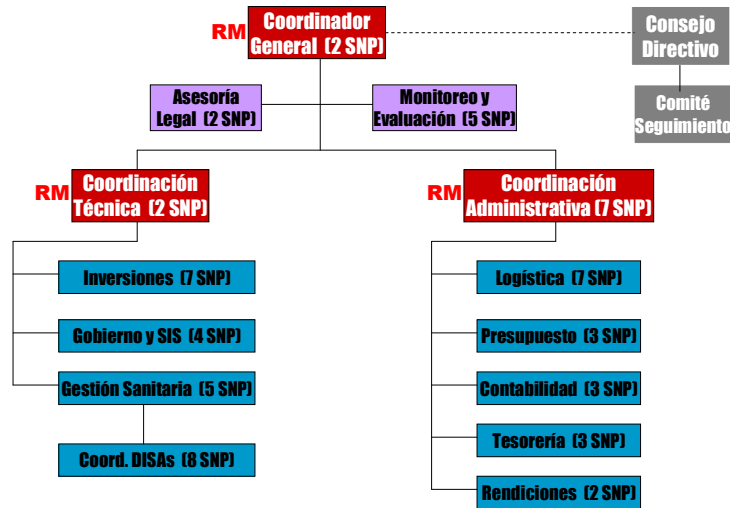 RM
Coordinador
General (2 SNP)
Consejo
Directivo
Asesoría
Legal (2 SNP)
Monitoreo y
Evaluación (5 SNP)
Comité
Seguimiento
RM
Coordinación
Técnica (2 SNP)
RM
Coordinación
Administrativa (7 SNP)
Inversiones (7 SNP)
Gobierno y SIS (4 SNP)
Gestión Sanitaria (5 SNP)
Coord. DISAs (8 SNP)
Logística (7 SNP)
Presupuesto (3 SNP)
Contabilidad (3 SNP)
Tesorería (3 SNP)
Rendiciones (2 SNP)